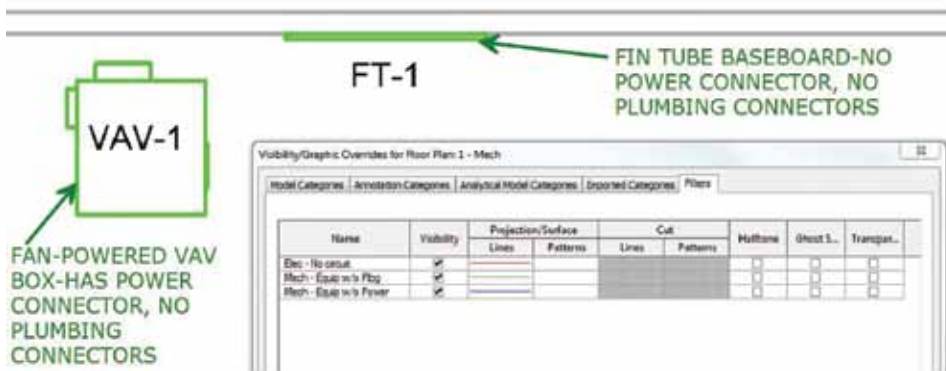 FIN TUBE BASEBOARD-NO
POWER CONNECTOR, NO
PLUMBING CONNECTORS
FT-1
VAV-1
FAN-POWERED VAV
BOX-HAS POWER
CONNECTOR, NO
PLUMBING
CONNECTORS
Visibility/Graphic Overrides for Floor Plan: 1 - Mech
Model Categories Annotation Categories Analytical Model Categories Imported Categories Filters
Name Visibility Projection/Surface Cut Halftone Ghost S... Transpar...
Lines Patterns Lines Patterns
Elec - No circuit
Mech - Equip w/o Plbg
Mech - Equip w/o Power